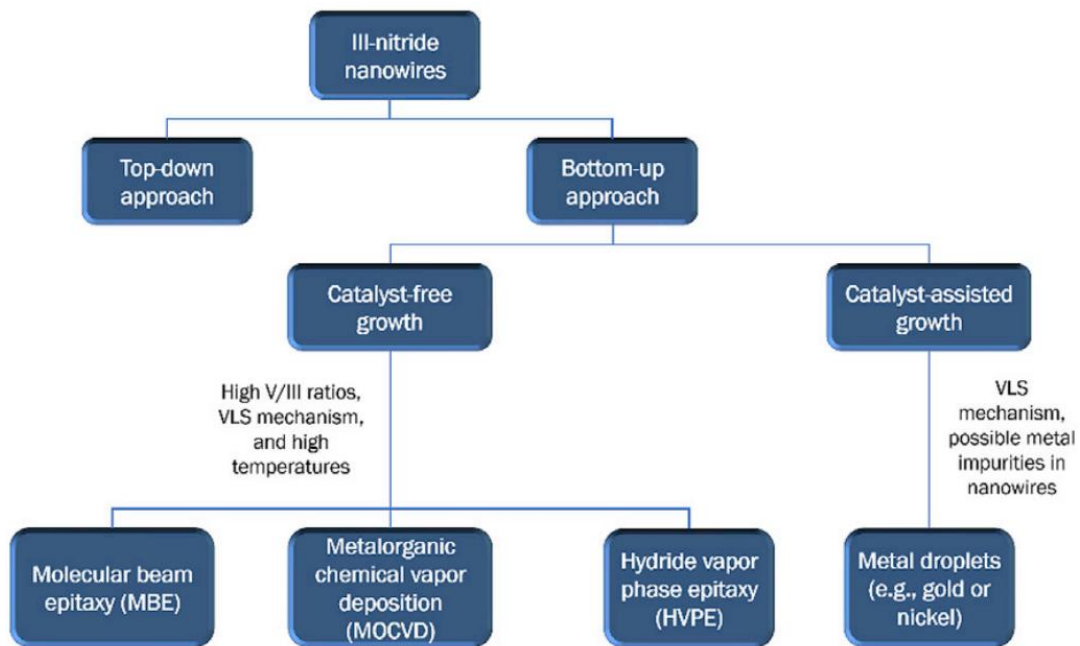 III-nitride
nanowires
Top-down
approach
Bottom-up
approach
Catalyst-free
growth
Catalyst-assisted
growth
High V/III ratios,
VLS mechanism,
and high
temperatures
VLS
mechanism,
possible metal
impurities in
nanowires
Molecular beam
epitaxy (MBE)
Metalorganic
chemical vapor
deposition
(MOCVD)
Hydride vapor
phase epitaxy
(HVPE)
Metal droplets
(e.g., gold or
nickel)